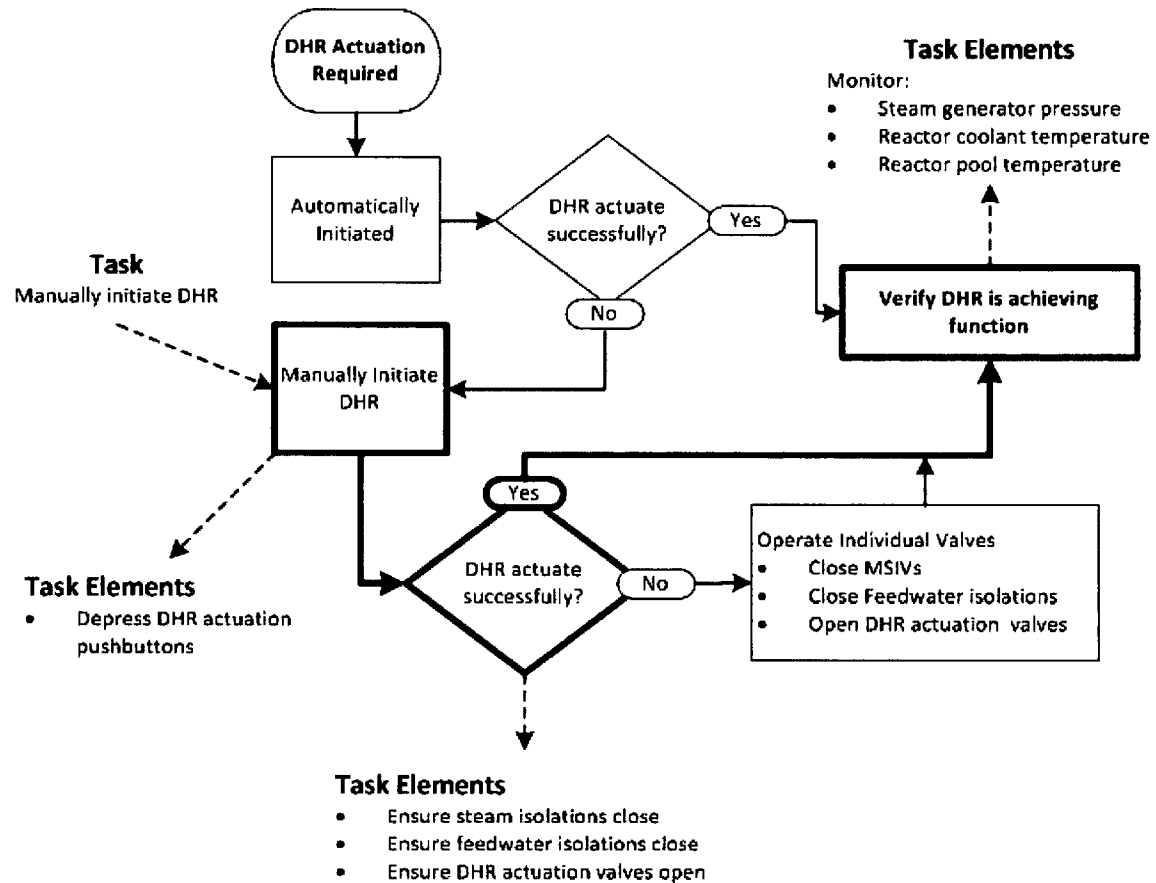 DHR Actuation
Required
Task Elements
Monitor:
• Steam generator pressure
• Reactor coolant temperature
• Reactor pool temperature
Automatically
Initiated
DHR actuate
successfully?
Yes
No
Task
Manually initiate DHR
Verify DHR is achieving
function
Manually Initiate
DHR
Task Elements
• Depress DHR actuation
pushbuttons
Yes
DHR actuate
successfully?
No
Operate Individual Valves
• Close MSIVs
• Close Feedwater isolations
• Open DHR actuation valves
Task Elements
• Ensure steam isolations close
• Ensure feedwater isolations close
• Ensure DHR actuation valves open